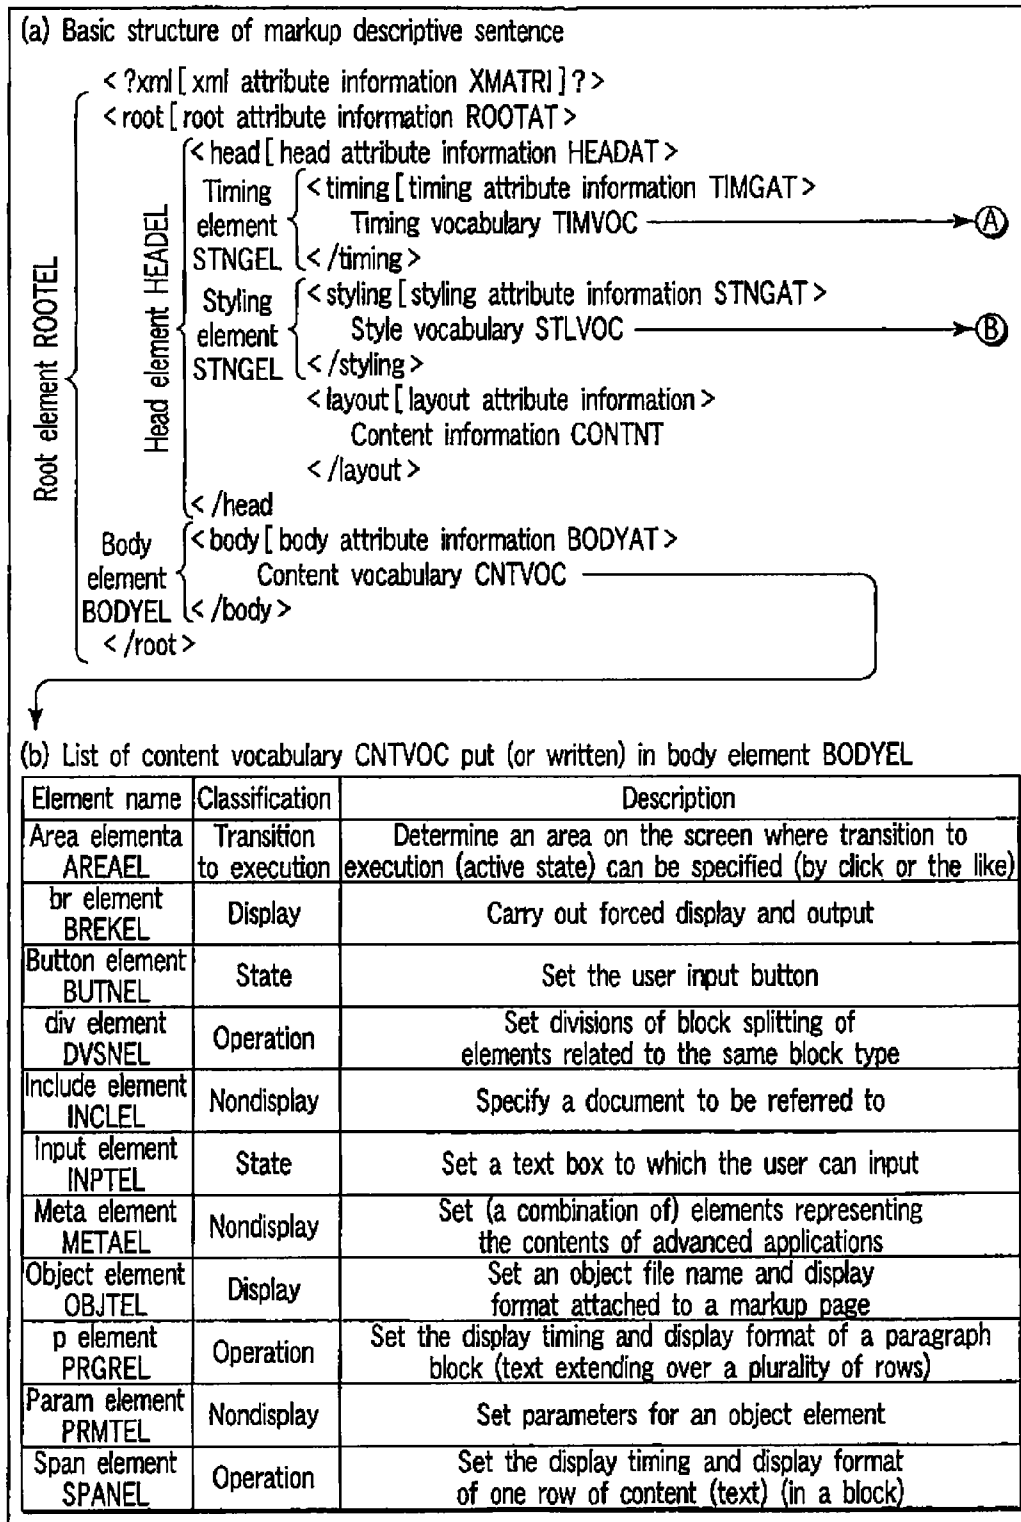 (a) Basic structure of markup descriptive sentence
< ?xml [ xml attribute information XMATRI ] ? >
< root [ root attribute information ROOTAT >
< head [ head attribute information HEADAT >
Timing element STNGEL
< timing [ timing attribute information TIMGAT >
Timing vocabulary TIMVOC
A
< /timing >
Styling element STNGEL
< styling [ styling attribute information STNGAT >
Style vocabulary STLVOC
B
< /styling >
< layout [ layout attribute information >
Content information CONTNT
< /layout >
Head element HEADEL
Root element ROOTEL
< /head
Body element BODYEL
< body [ body attribute information BODYAT >
Content vocabulary CNTVOC
< /body >
< /root >
(b) List of content vocabulary CNTVOC put (or written) in body element BODYEL
Element name Classification Description
Area elementa Transition Determine an area on the screen where transition to
AREAEL to execution execution (active state) can be specified (by click or the like)
br element
BREKEL Display Carry out forced display and output
Button element
BUTNEL State Set the user input button
div element Set divisions of block splitting of
DVSNEL Operation elements related to the same block type
Include element
INCLEL Nondisplay Specify a document to be referred to
Input element
INPTEL State Set a text box to which the user can input
Meta element Set (a combination of) elements representing
METAEL Nondisplay the contents of advanced applications
Object element Set an object file name and display
OBJTEL Display format attached to a markup page
p element Set the display timing and display format of a paragraph
PRGREL Operation block (text extending over a plurality of rows)
Param element
PRMTEL Nondisplay Set parameters for an object element
Span element Set the display timing and display format
SPANEL Operation of one row of content (text) (in a block)